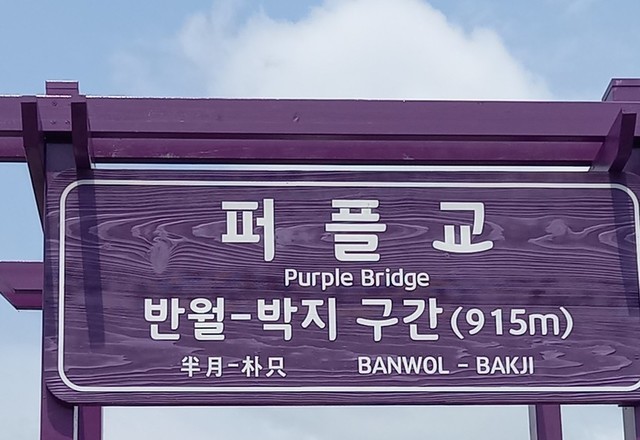 퍼플교
Purple Bridge
반월-박지 구간(915m)
半月-朴只 BANWOL - BAKJI